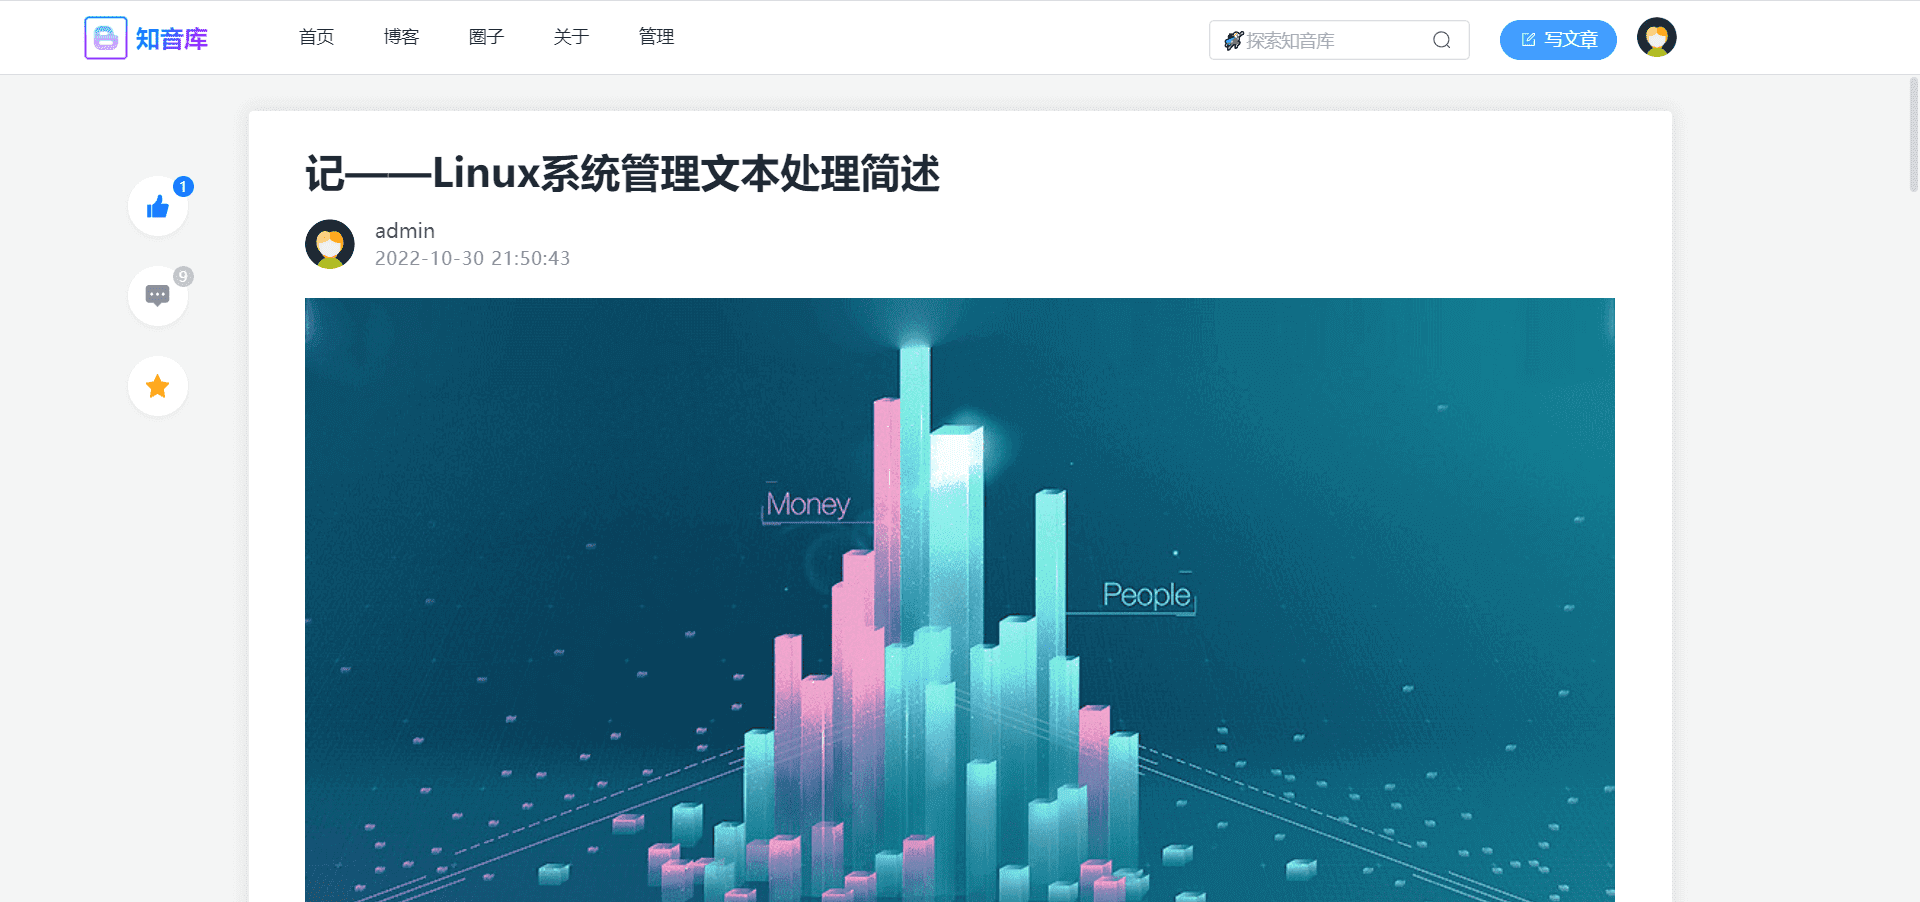 知音库
首页 博客 圈子 关于 管理
探索知音库
写文章
记——Linux系统管理文本处理简述
admin
2022-10-30 21:50:43
1
9
Money
People